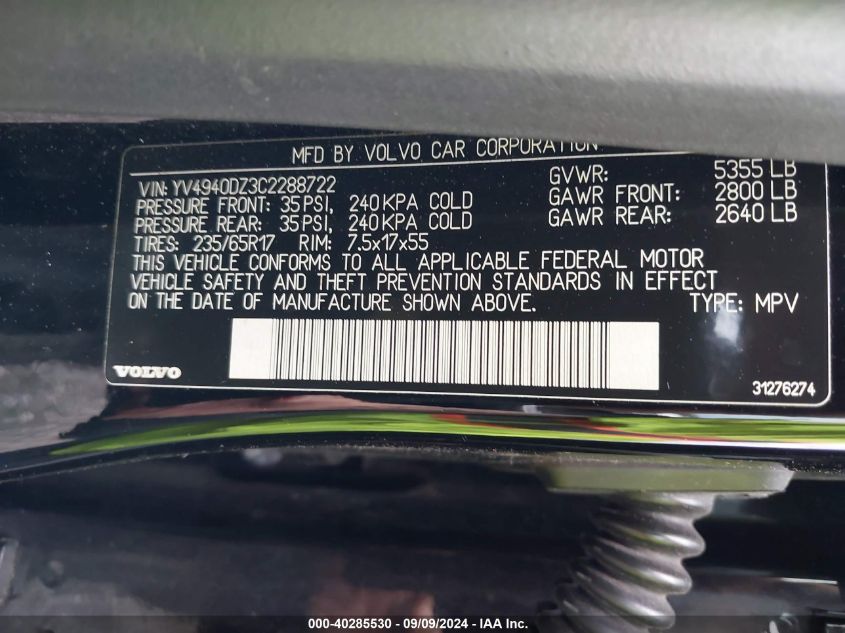 MFD BY VOLVO CAR CORPORATION
VIN: YV4940DZ3C2288722
PRESSURE FRONT: 35 PSI, 240 KPA COLD
PRESSURE REAR: 35 PSI, 240 KPA COLD
TIRES: 235/65R17 RIM: 7.5x17x55
GVWR: 5355 LB
GAWR FRONT: 2800 LB
GAWR REAR: 2640 LB
THIS VEHICLE CONFORMS TO ALL APPLICABLE FEDERAL MOTOR
VEHICLE SAFETY AND THEFT PREVENTION STANDARDS IN EFFECT
ON THE DATE OF MANUFACTURE SHOWN ABOVE. TYPE: MPV
VOLVO
31276274
000-40285530 - 09/09/2024 - IAA Inc.